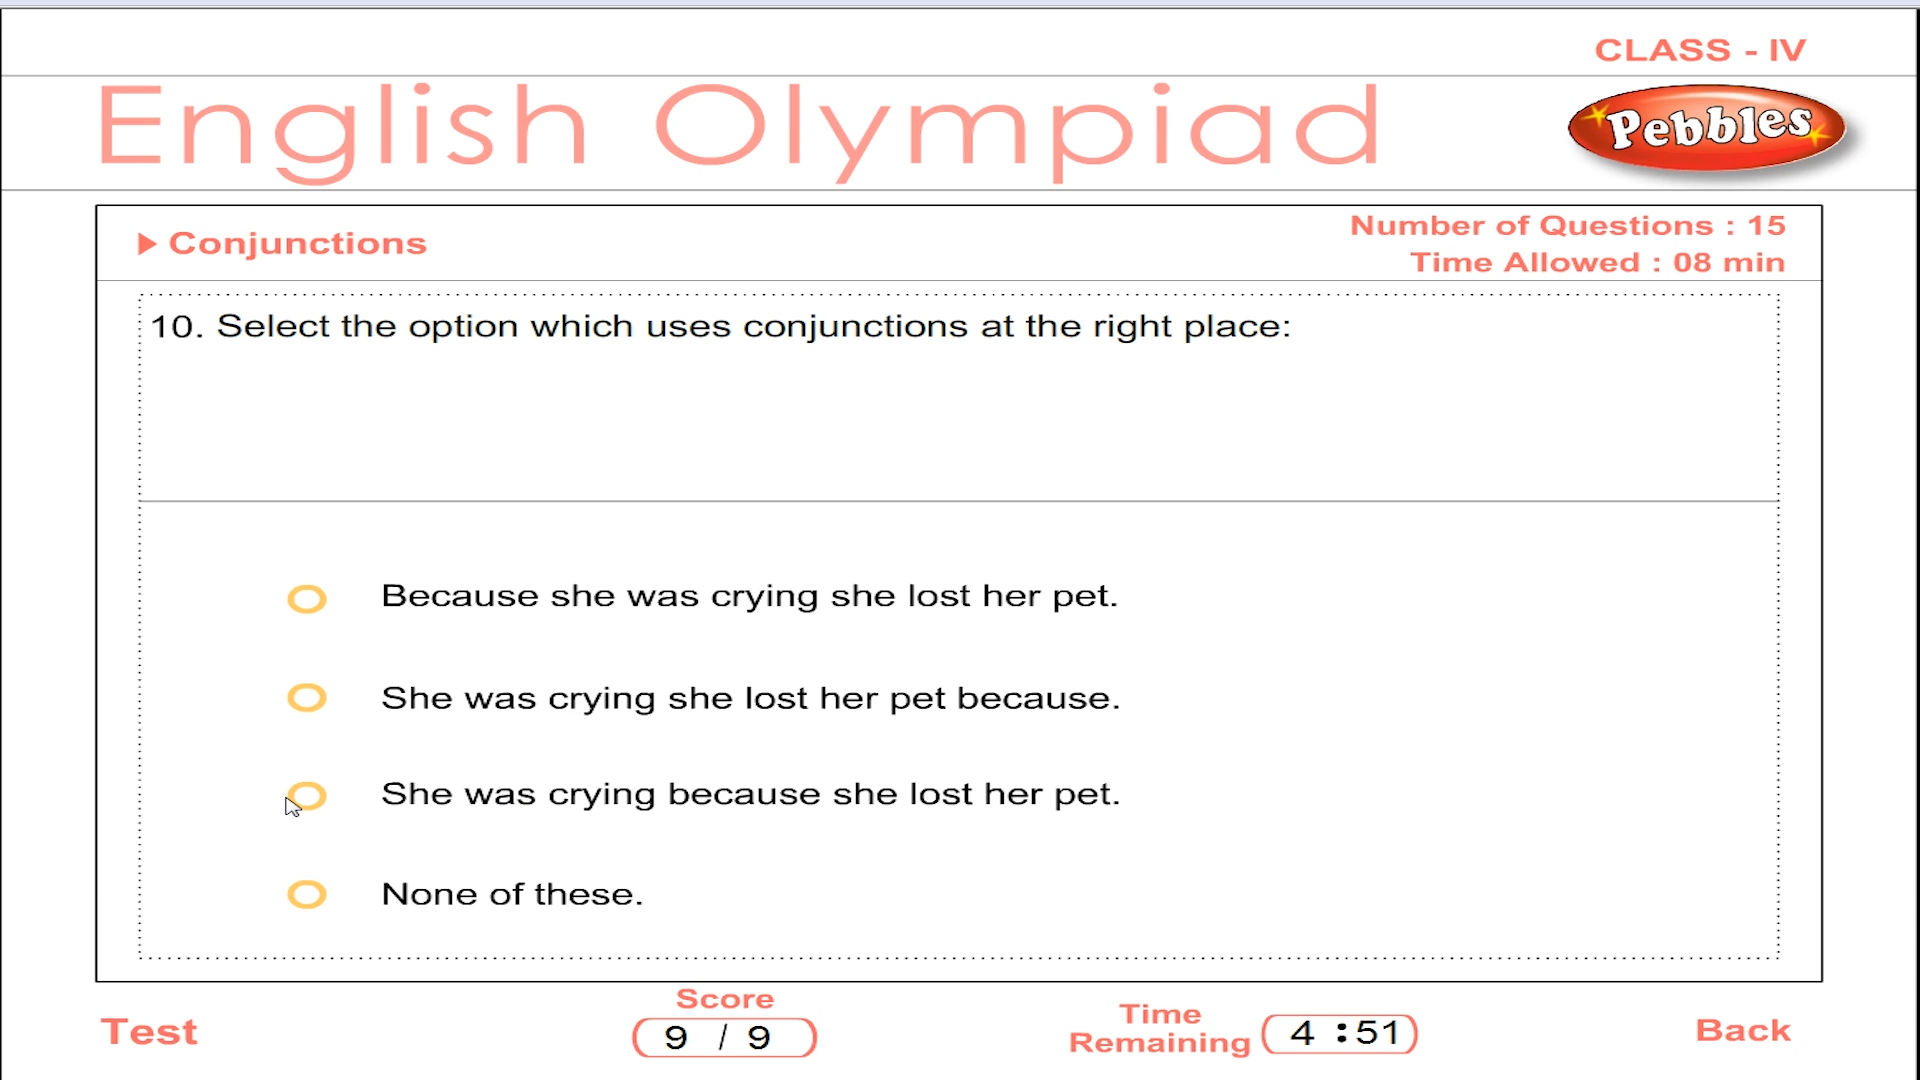 CLASS - IV
English Olympiad
Pebbles
Conjunctions
Number of Questions : 15
Time Allowed : 08 min
10. Select the option which uses conjunctions at the right place:
Because she was crying she lost her pet.
She was crying she lost her pet because.
She was crying because she lost her pet.
None of these.
Test
Score
9 / 9
Time
Remaining
4 :51
Back